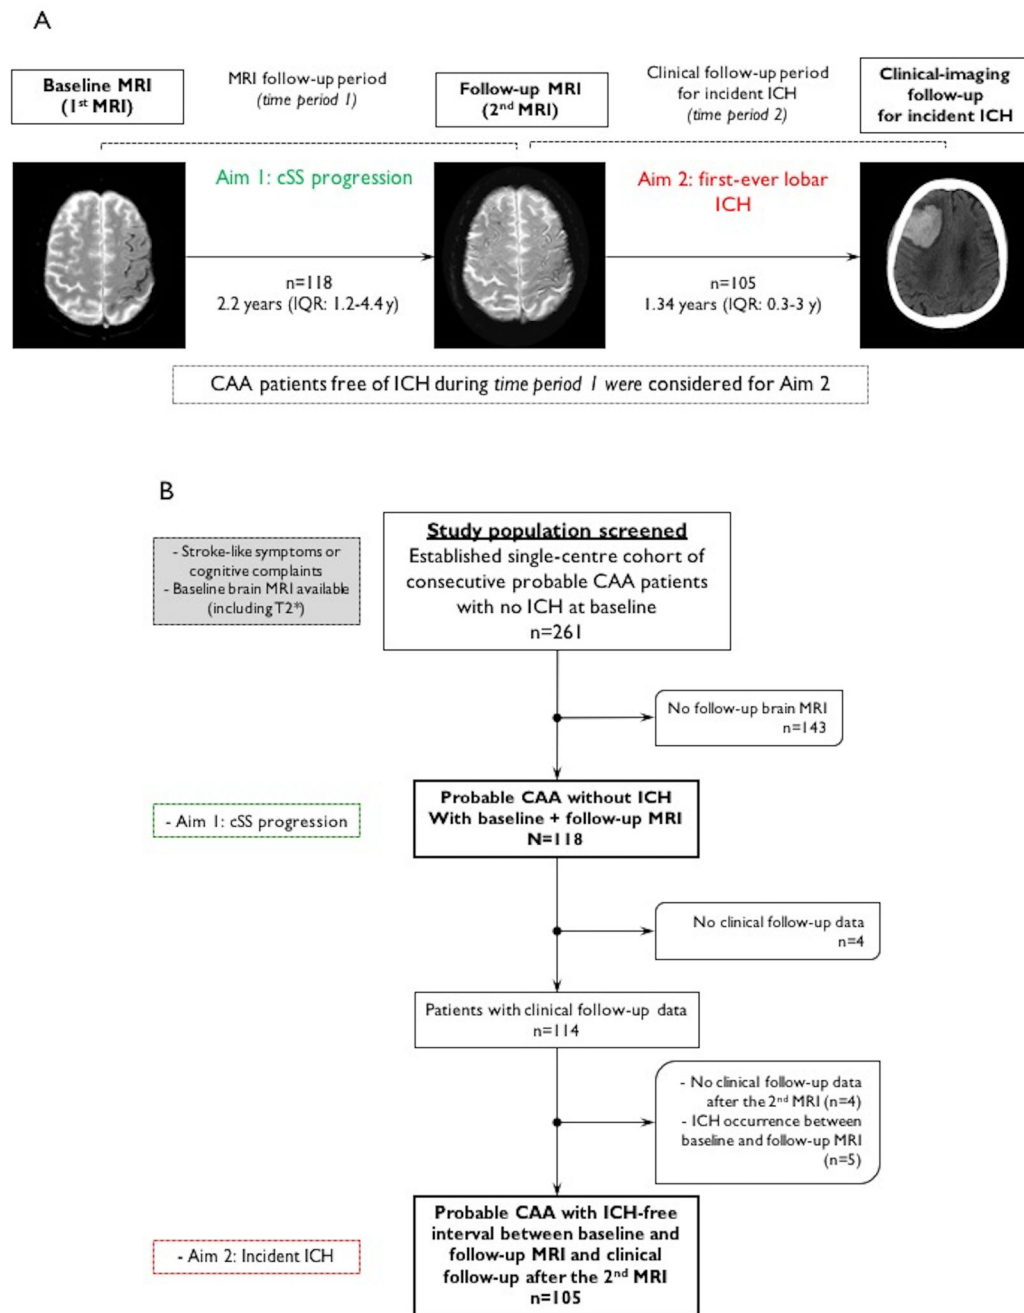 A
Baseline MRI
(1st MRI)
MRI follow-up period
(time period 1)
Follow-up MRI
(2nd MRI)
Clinical follow-up period
for incident ICH
(time period 2)
Clinical-imaging
follow-up
for incident ICH
Aim 1: cSS progression
n=118
2.2 years (IQR: 1.2-4.4 y)
Aim 2: first-ever lobar
ICH
n=105
1.34 years (IQR: 0.3-3 y)
CAA patients free of ICH during time period 1 were considered for Aim 2
B
- Stroke-like symptoms or
cognitive complaints
- Baseline brain MRI available
(including T2*)
Study population screened
Established single-centre cohort of
consecutive probable CAA patients
with no ICH at baseline
n=261
No follow-up brain MRI
n=143
- Aim 1: cSS progression
Probable CAA without ICH
With baseline + follow-up MRI
N=118
No clinical follow-up data
n=4
Patients with clinical follow-up data
n=114
- No clinical follow-up data
after the 2nd MRI (n=4)
- ICH occurrence between
baseline and follow-up MRI
(n=5)
- Aim 2: Incident ICH
Probable CAA with ICH-free
interval between baseline and
follow-up MRI and clinical
follow-up after the 2nd MRI
n=105